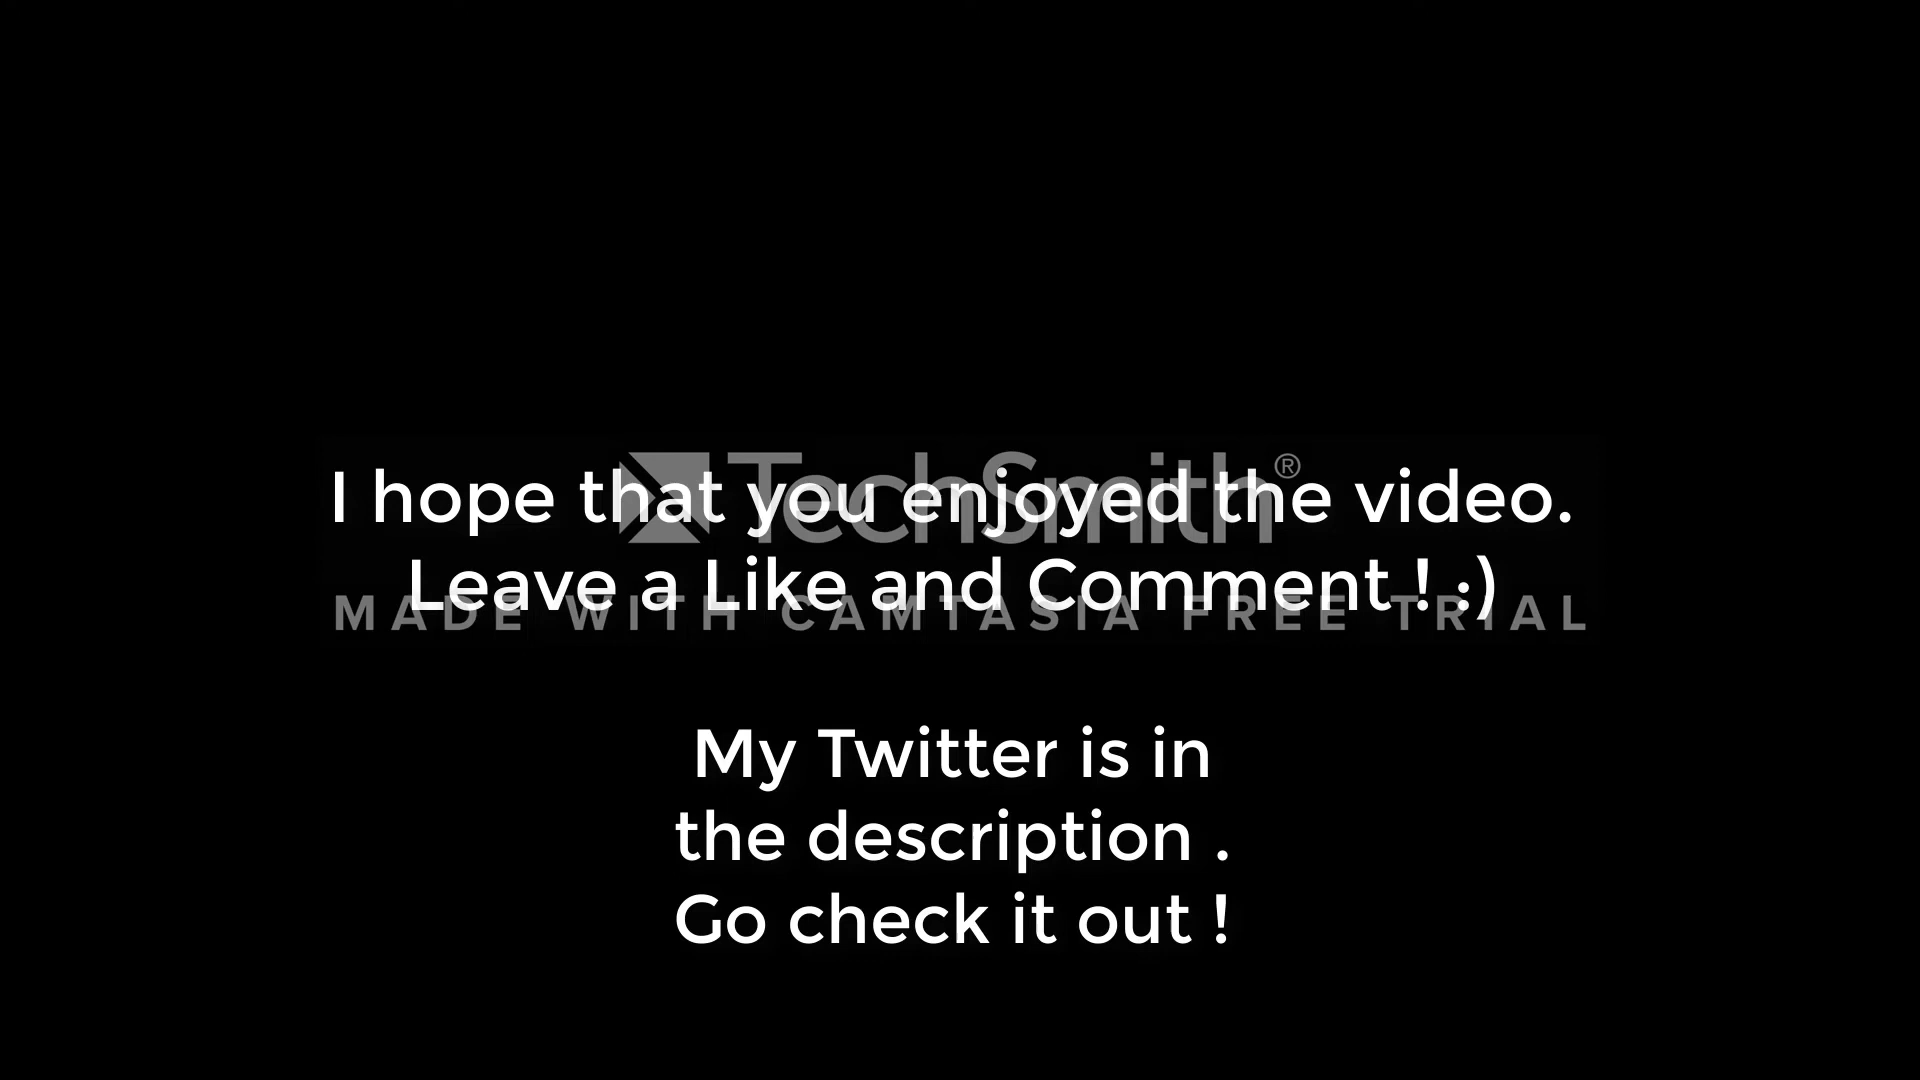 TechSmith®
I hope that you enjoyed the video.
Leave a Like and Comment ! :)
MADE WITH CAMTASIA FREE TRIAL
My Twitter is in
the description .
Go check it out !